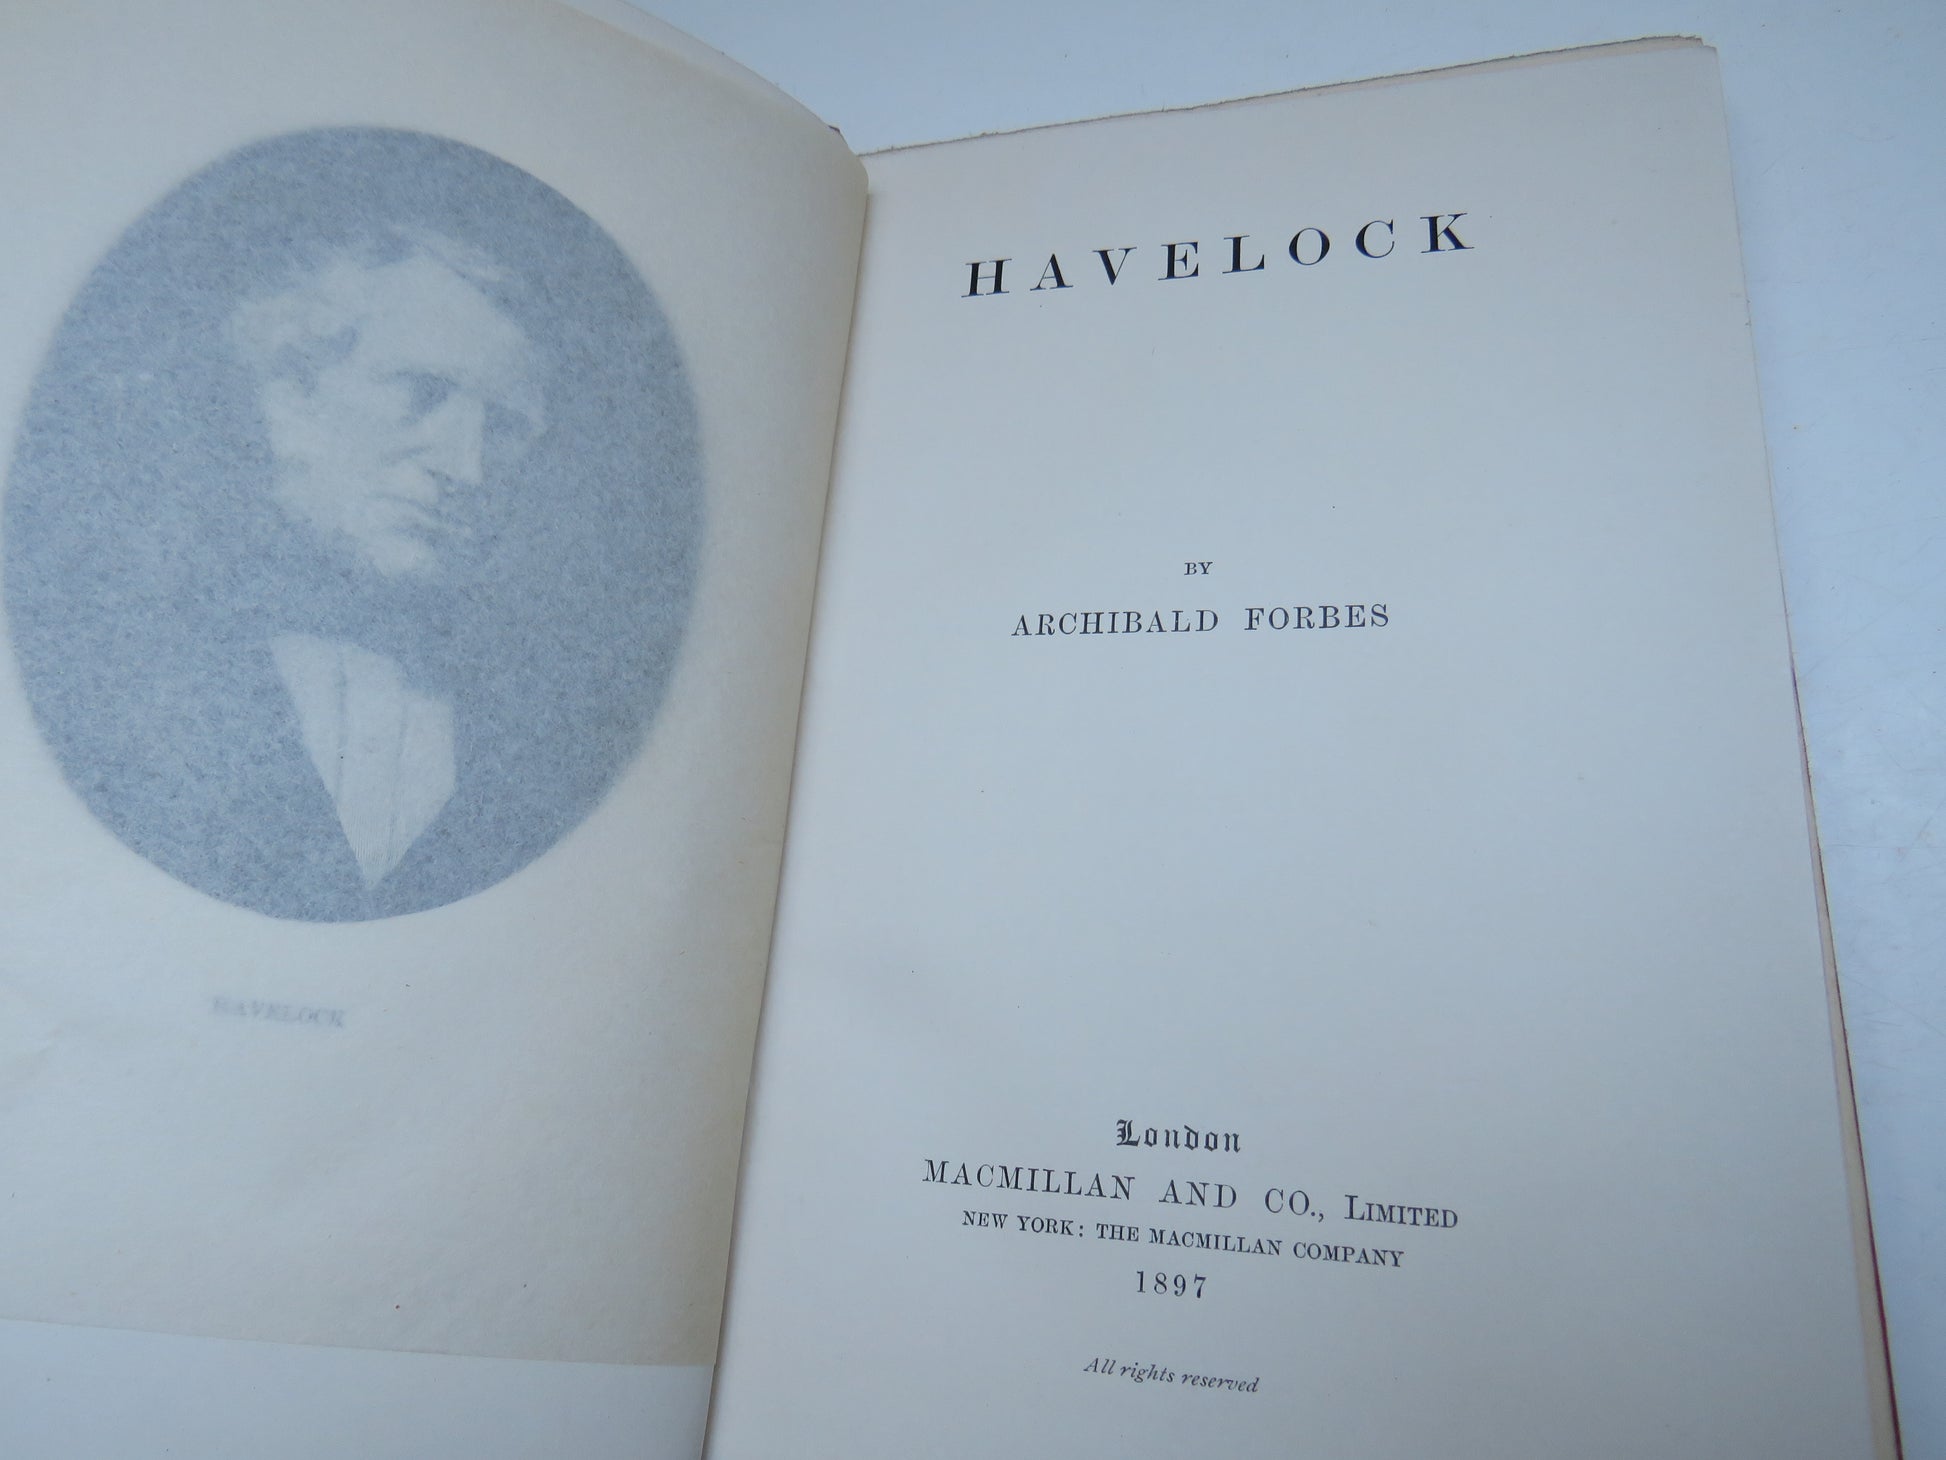 HAVELOCK
HAVELOCK
BY
ARCHIBALD FORBES
London
MACMILLAN AND CO., LIMITED
NEW YORK: THE MACMILLAN COMPANY
1897
All rights reserved